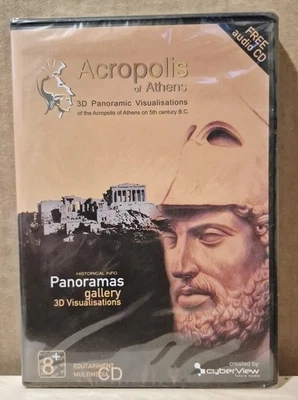 FREE
audio CD
Acropolis
of Athens
3D Panoramic Visualisations
of the Acropolis of Athens on 5th century B.C.
HISTORICAL INFO
Panoramas
gallery
3D Visualisations
8+
EDUTAINMENT
MULTIMEDIA CD
created by
cyberView